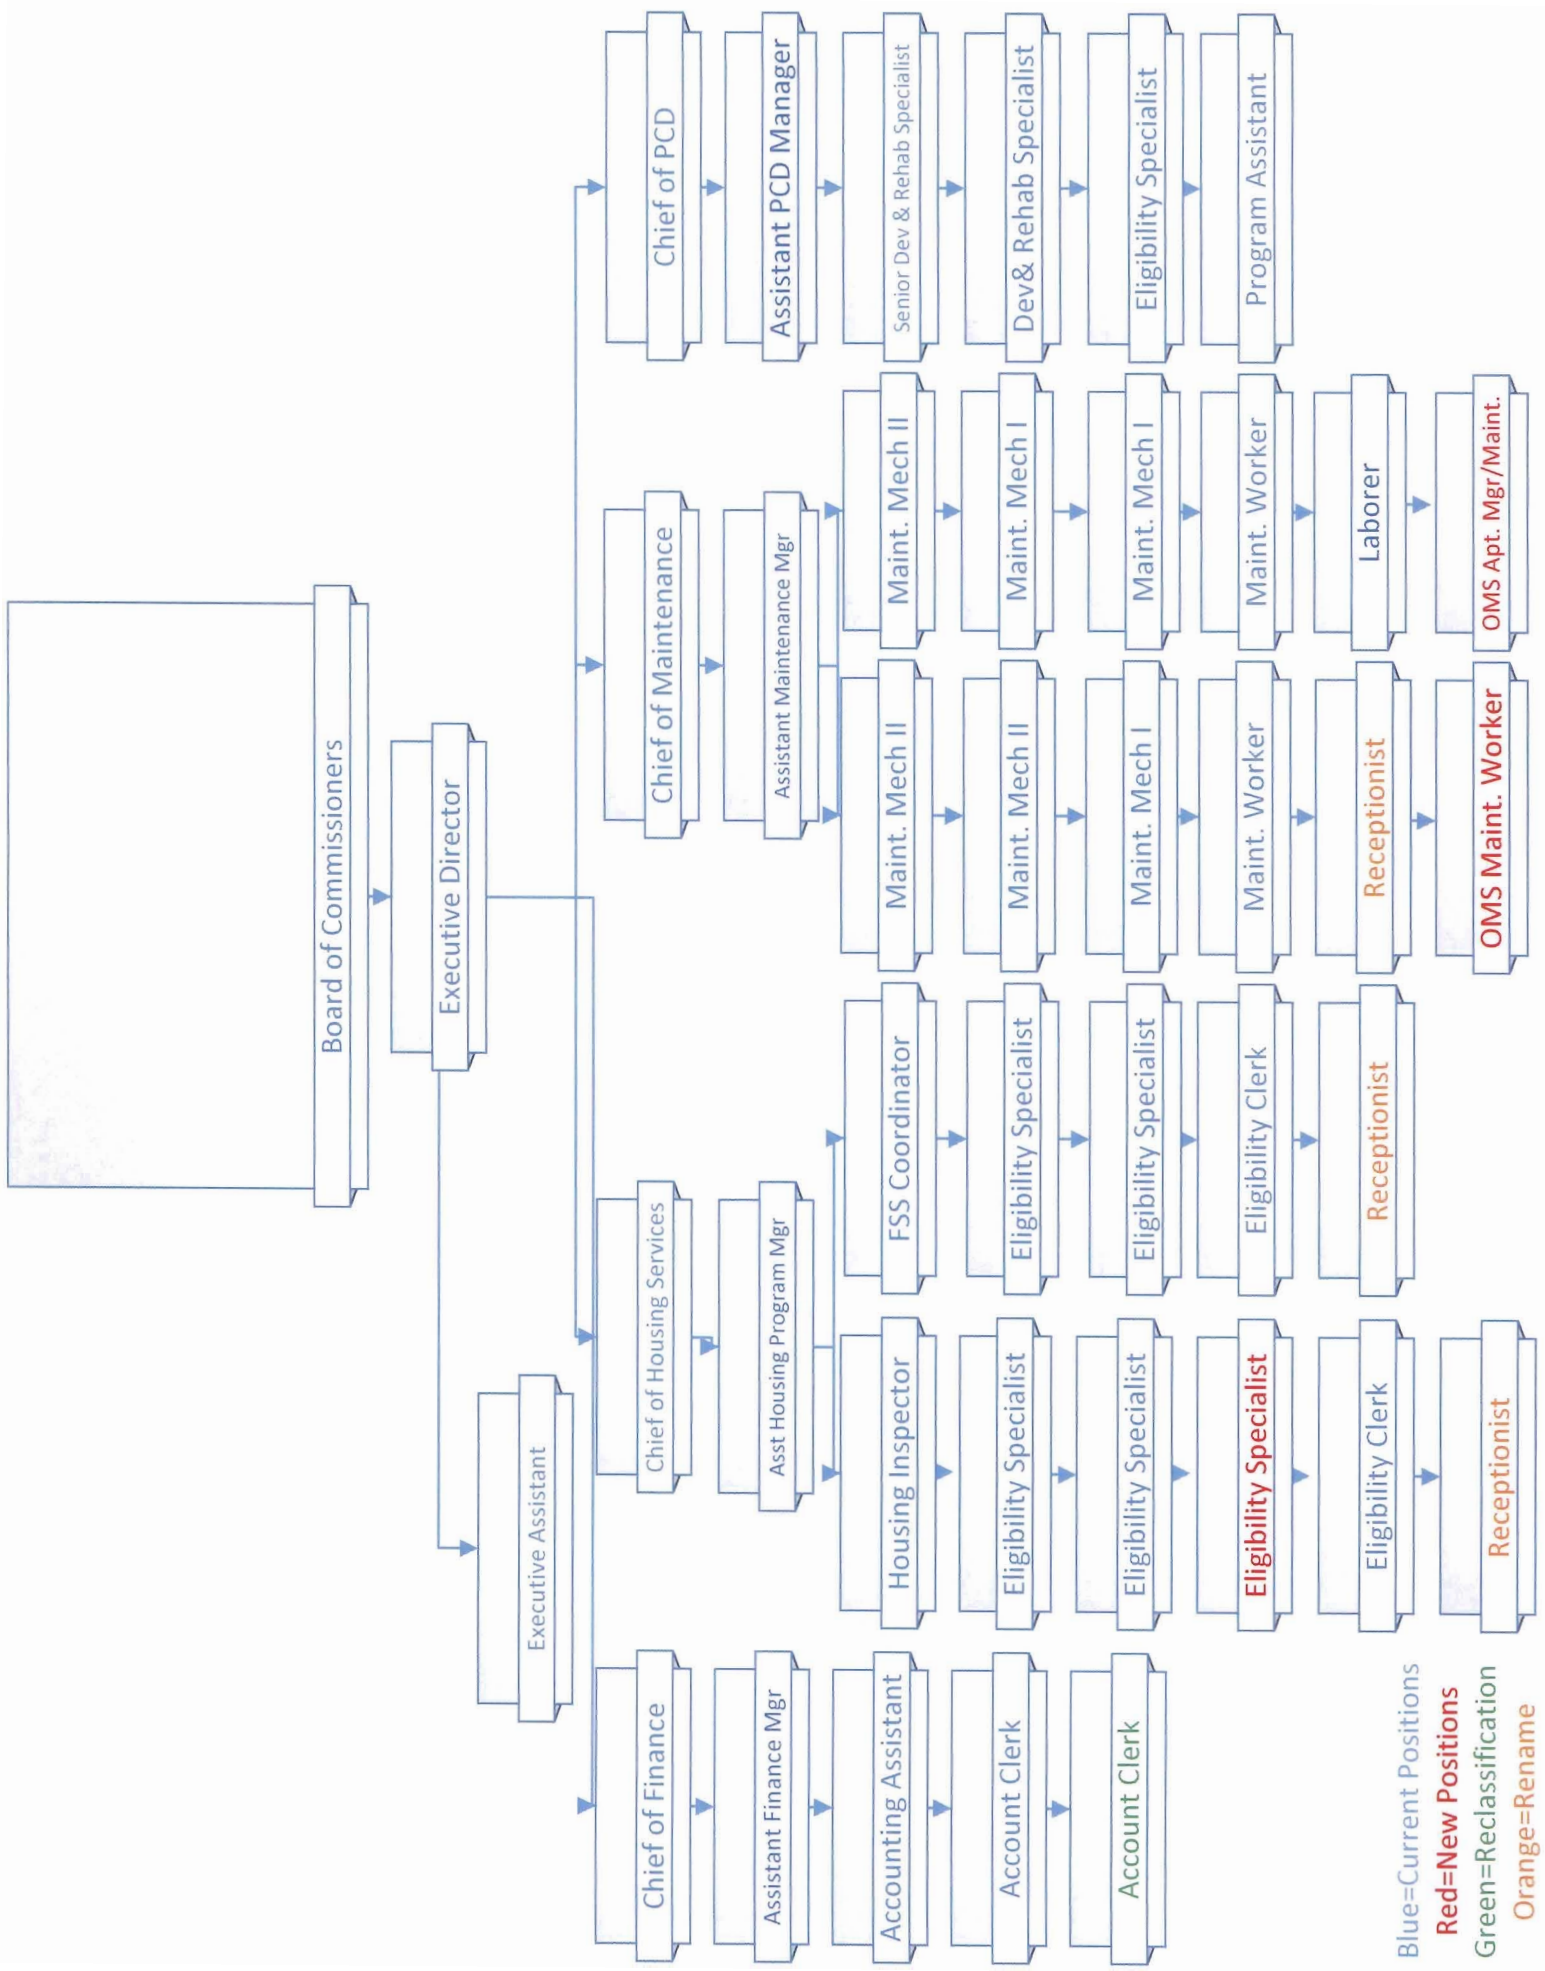 Board of Commissioners
Executive Director
Executive Assistant
Chief of Finance
Assistant Finance Mgr
Accounting Assistant
Account Clerk
Account Clerk
Chief of Housing Services
Asst Housing Program Mgr
Housing Inspector
Eligibility Specialist
Eligibility Specialist
Eligibility Specialist
Eligibility Clerk
Receptionist
FSS Coordinator
Eligibility Specialist
Eligibility Specialist
Eligibility Clerk
Receptionist
Chief of Maintenance
Assistant Maintenance Mgr
Maint. Mech II
Maint. Mech II
Maint. Mech I
Maint. Worker
Receptionist
OMS Maint. Worker
Maint. Mech II
Maint. Mech I
Maint. Mech I
Maint. Worker
Laborer
OMS Apt. Mgr/Maint.
Chief of PCD
Assistant PCD Manager
Senior Dev & Rehab Specialist
Dev& Rehab Specialist
Eligibility Specialist
Program Assistant
Blue=Current Positions
Red=New Positions
Green=Reclassification
Orange=Rename